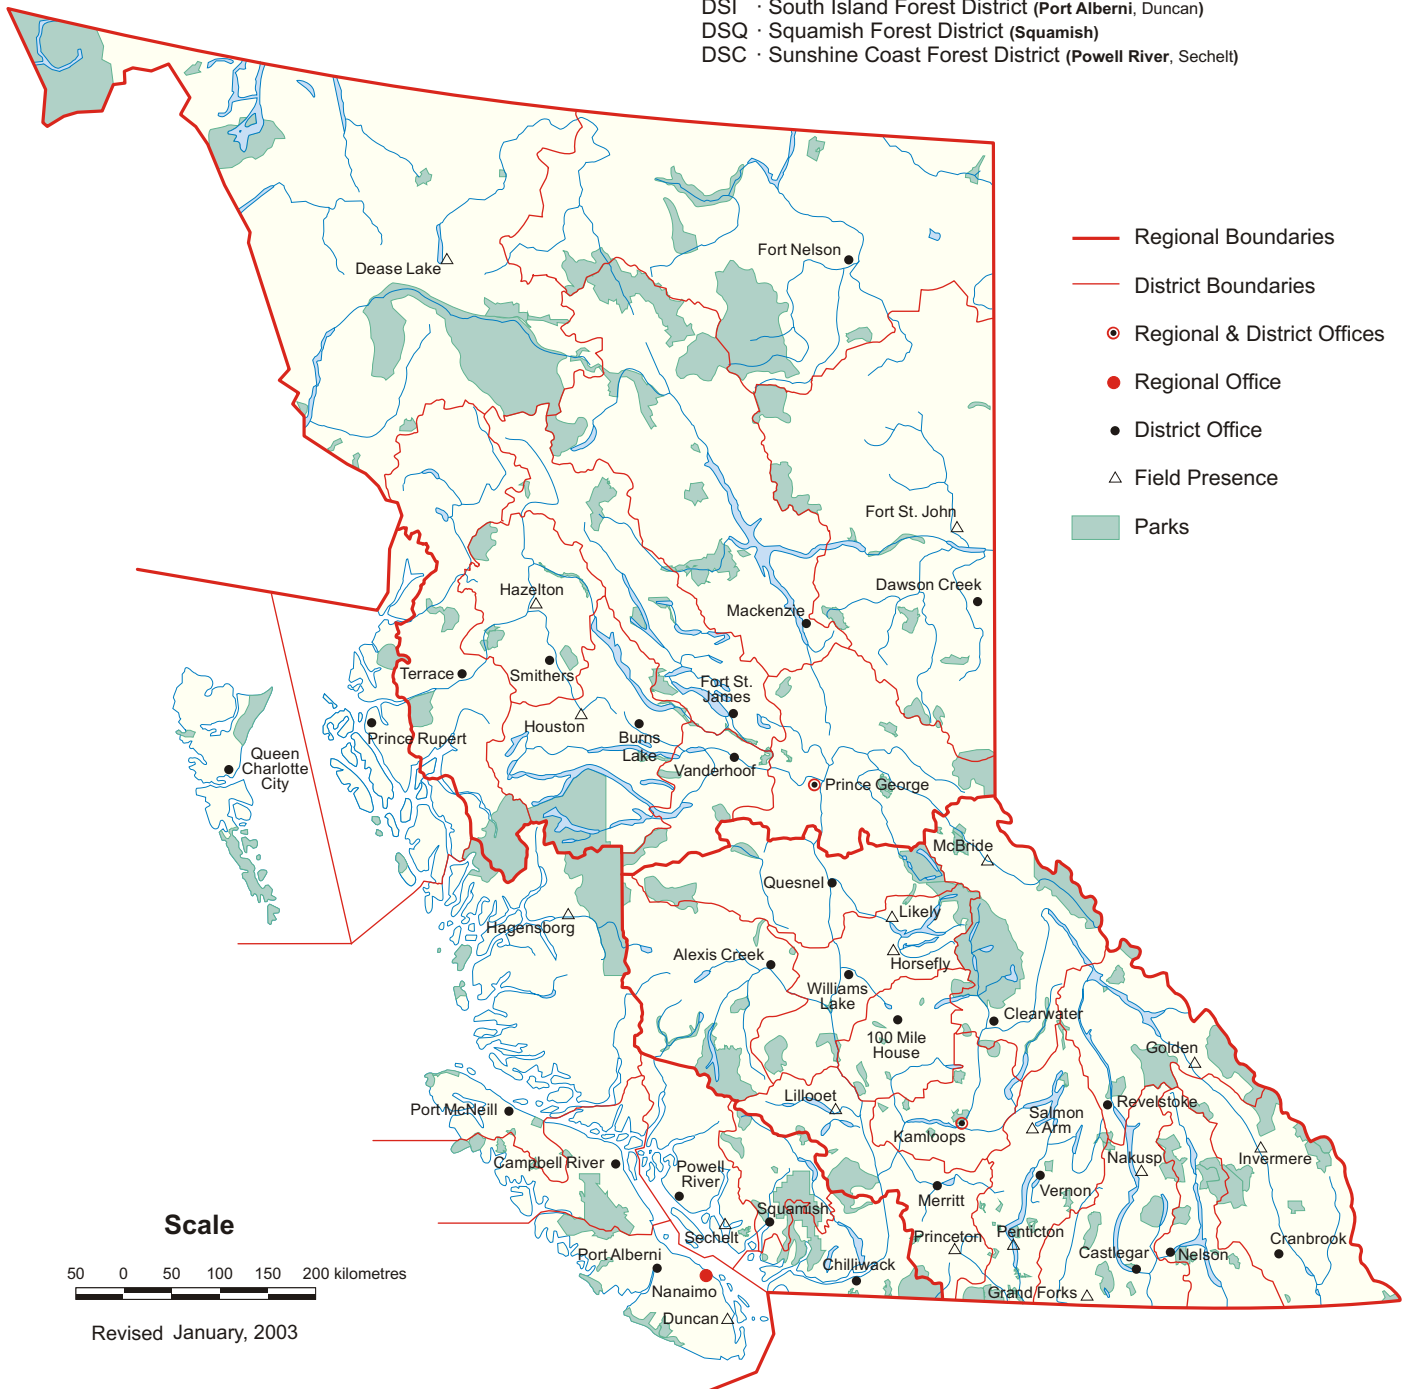 DSI · South Island Forest District (Port Alberni, Duncan)
DSQ · Squamish Forest District (Squamish)
DSC · Sunshine Coast Forest District (Powell River, Sechelt)
Regional Boundaries
District Boundaries
Regional & District Offices
Regional Office
District Office
Field Presence
Parks
Fort Nelson
Dease Lake
Fort St. John
Dawson Creek
Hazelton
Mackenzie
Terrace
Smithers
Fort St.
James
Houston
Prince Rupert
Burns
Lake
Queen
Charlotte
City
Vanderhoof
Prince George
McBride
Quesnel
Likely
Hagensborg
Alexis Creek
Horsefly
Williams
Lake
Clearwater
100 Mile
House
Golden
Lillooet
Port McNeill
Revelstoke
Salmon
Arm
Kamloops
Campbell River
Powell
River
Nakusp
Invermere
Merritt
Vernon
Squamish
Sechelt
Princeton
Penticton
Cranbrook
Port Alberni
Castlegar
Nelson
Chilliwack
Nanaimo
Grand Forks
Duncan
Scale
50 0 50 100 150 200 kilometres
Revised January, 2003